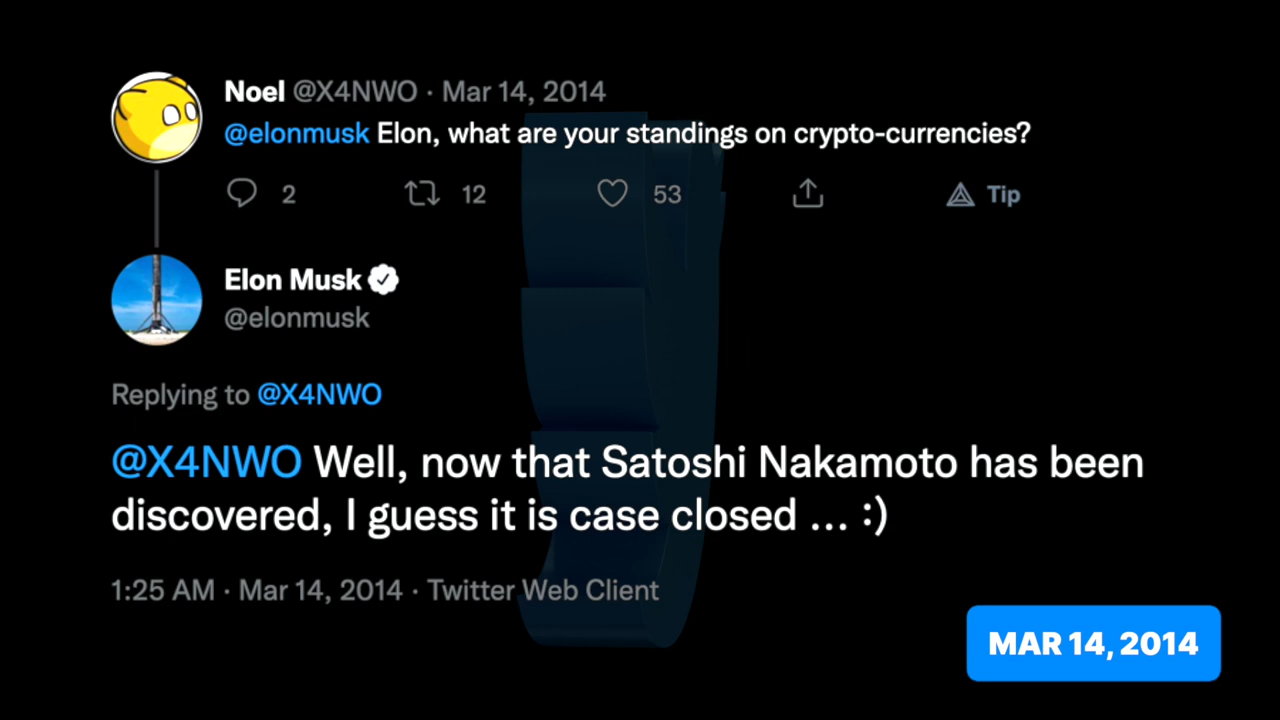 Noel @X4NWO · Mar 14, 2014
@elonmusk Elon, what are your standings on crypto-currencies?
2 12 53 Tip
Elon Musk
@elonmusk
Replying to @X4NWO
@X4NWO Well, now that Satoshi Nakamoto has been
discovered, I guess it is case closed ... :)
1:25 AM · Mar 14, 2014 · Twitter Web Client
MAR 14, 2014